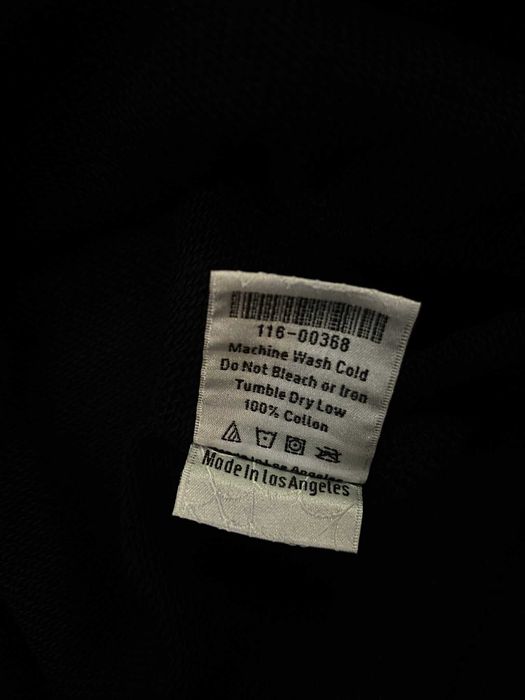 116-00368
Machine Wash Cold
Do Not Bleach or Iron
Tumble Dry Low
100% Cotton
Made In Los Angeles